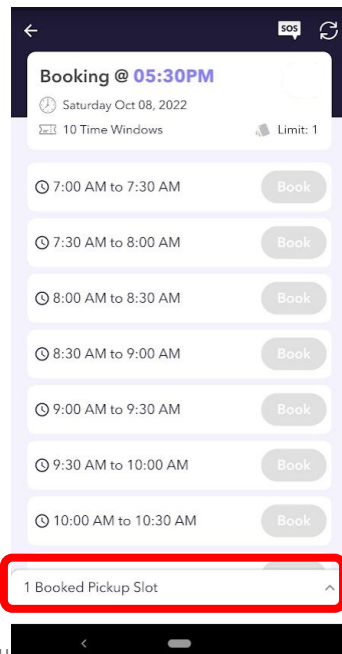 SOS
Booking @ 05:30PM
Saturday Oct 08, 2022
10 Time Windows Limit: 1
7:00 AM to 7:30 AM Book
7:30 AM to 8:00 AM Book
8:00 AM to 8:30 AM Book
8:30 AM to 9:00 AM Book
9:00 AM to 9:30 AM Book
9:30 AM to 10:00 AM Book
10:00 AM to 10:30 AM Book
1 Booked Pickup Slot